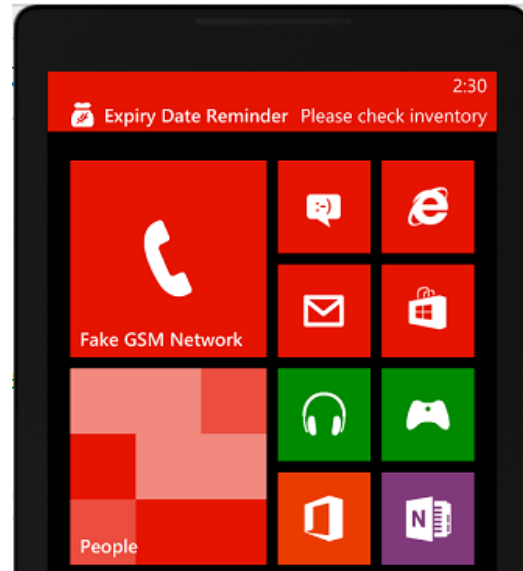 2:30
Expiry Date Reminder Please check inventory
:-)
Fake GSM Network
People
N